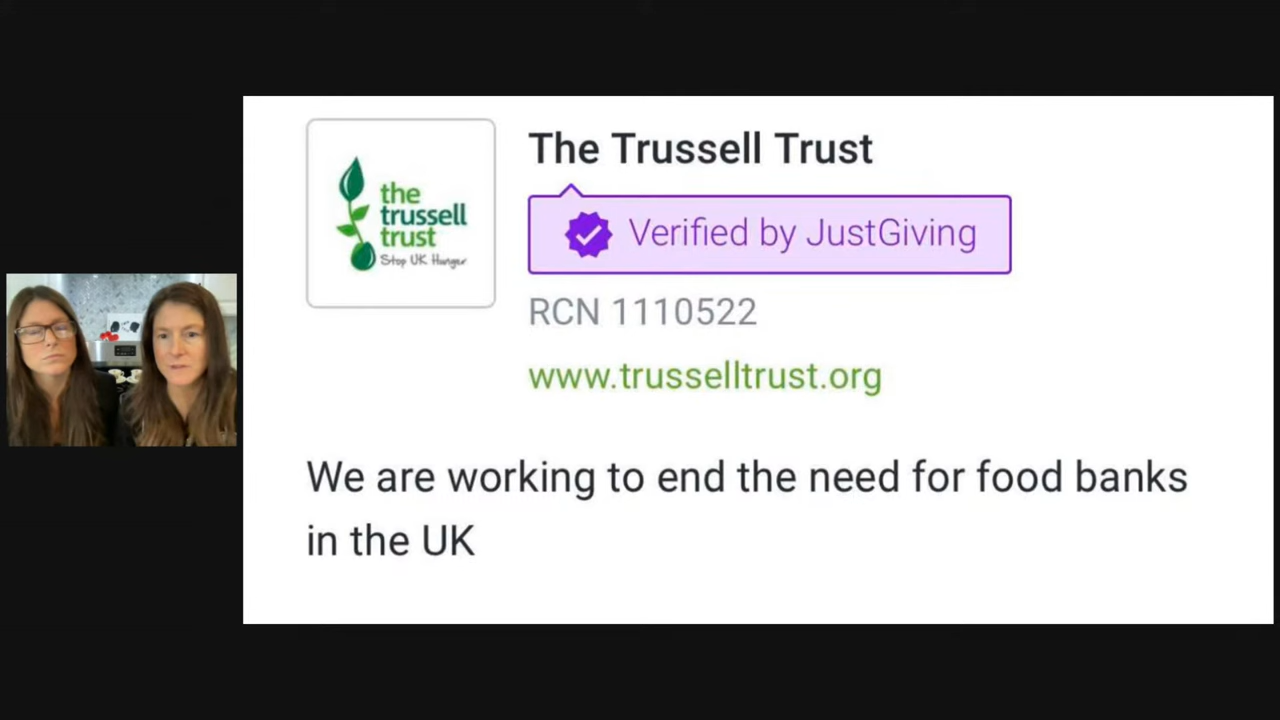 The Trussell Trust
the
trussell
trust
Stop UK Hunger
Verified by JustGiving
RCN 1110522
www.trusselltrust.org
We are working to end the need for food banks
in the UK